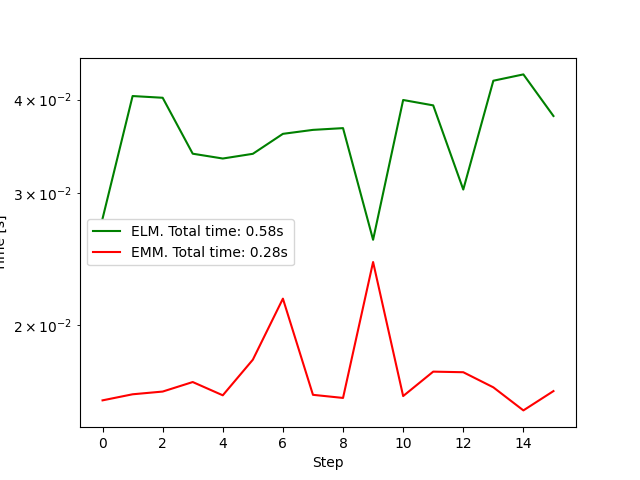 4 × 10⁻²
3 × 10⁻²
2 × 10⁻²
ELM. Total time: 0.58s
EMM. Total time: 0.28s
0 2 4 6 8 10 12 14
Step